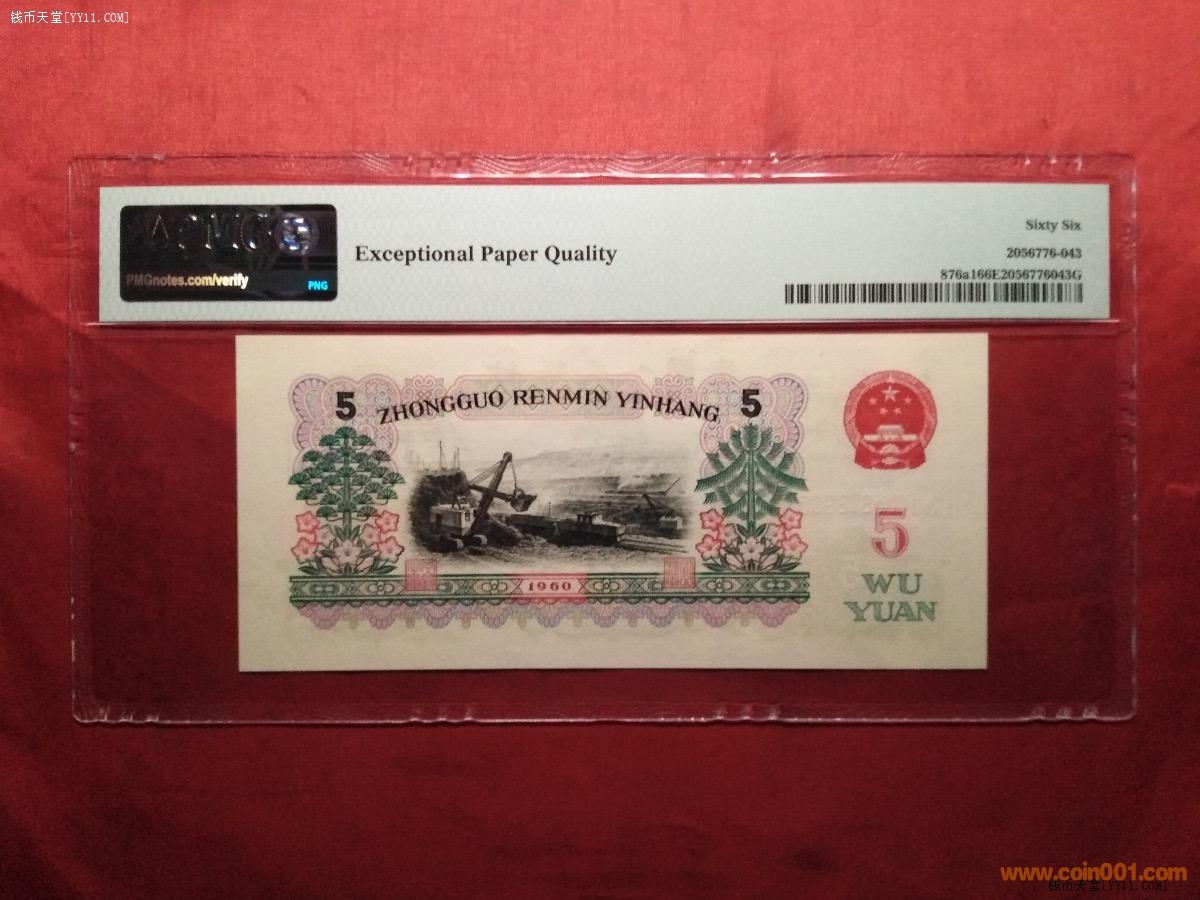 钱币天堂[YY11.COM]
PMG
PMGnotes.com/verify
PNG
Exceptional Paper Quality
Sixty Six
2056776-043
876a166E2056776043G
5
ZHONGGUO RENMIN YINHANG
5
5
WU
YUAN
1960
www.coin001.com
钱币天堂[YY11.COM]